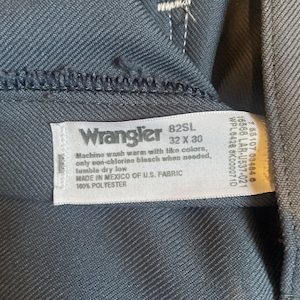 Wrangler 82SL
32 X 30
Machine wash warm with like colors,
only non-chlorine bleach when needed,
tumble dry low
MADE IN MEXICO OF U.S. FABRIC
100% POLYESTER